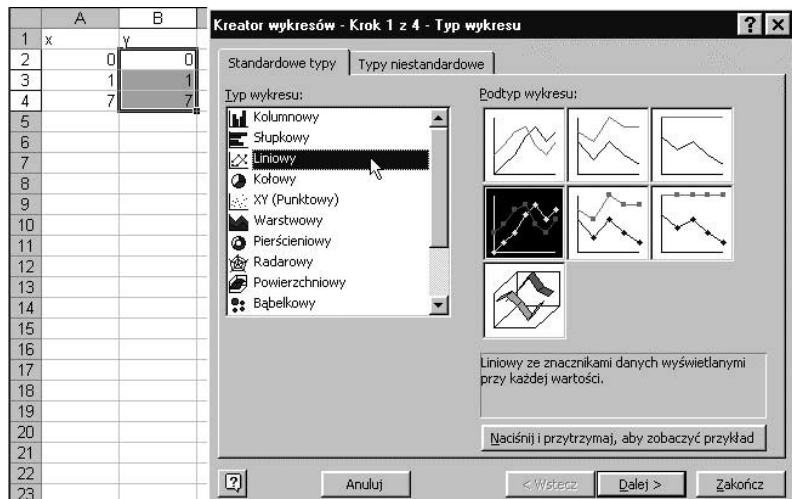 A B
1 x y
2 0 0
3 1 1
4 7 7
5
6
7
8
9
10
11
12
13
14
15
16
17
18
19
20
21
22
23
Kreator wykresów - Krok 1 z 4 - Typ wykresu
Standardowe typy Typy niestandardowe
Typ wykresu:
Kolumnowy
Słupkowy
Liniowy
Kołowy
XY (Punktowy)
Warstwowy
Pierścieniowy
Radarowy
Powierzchniowy
Bąbelkowy
Podtyp wykresu:
Liniowy ze znacznikami danych wyświetlanymi
przy każdej wartości.
Naciśnij i przytrzymaj, aby zobaczyć przykład
Anuluj < Wstecz Dalej > Zakończ